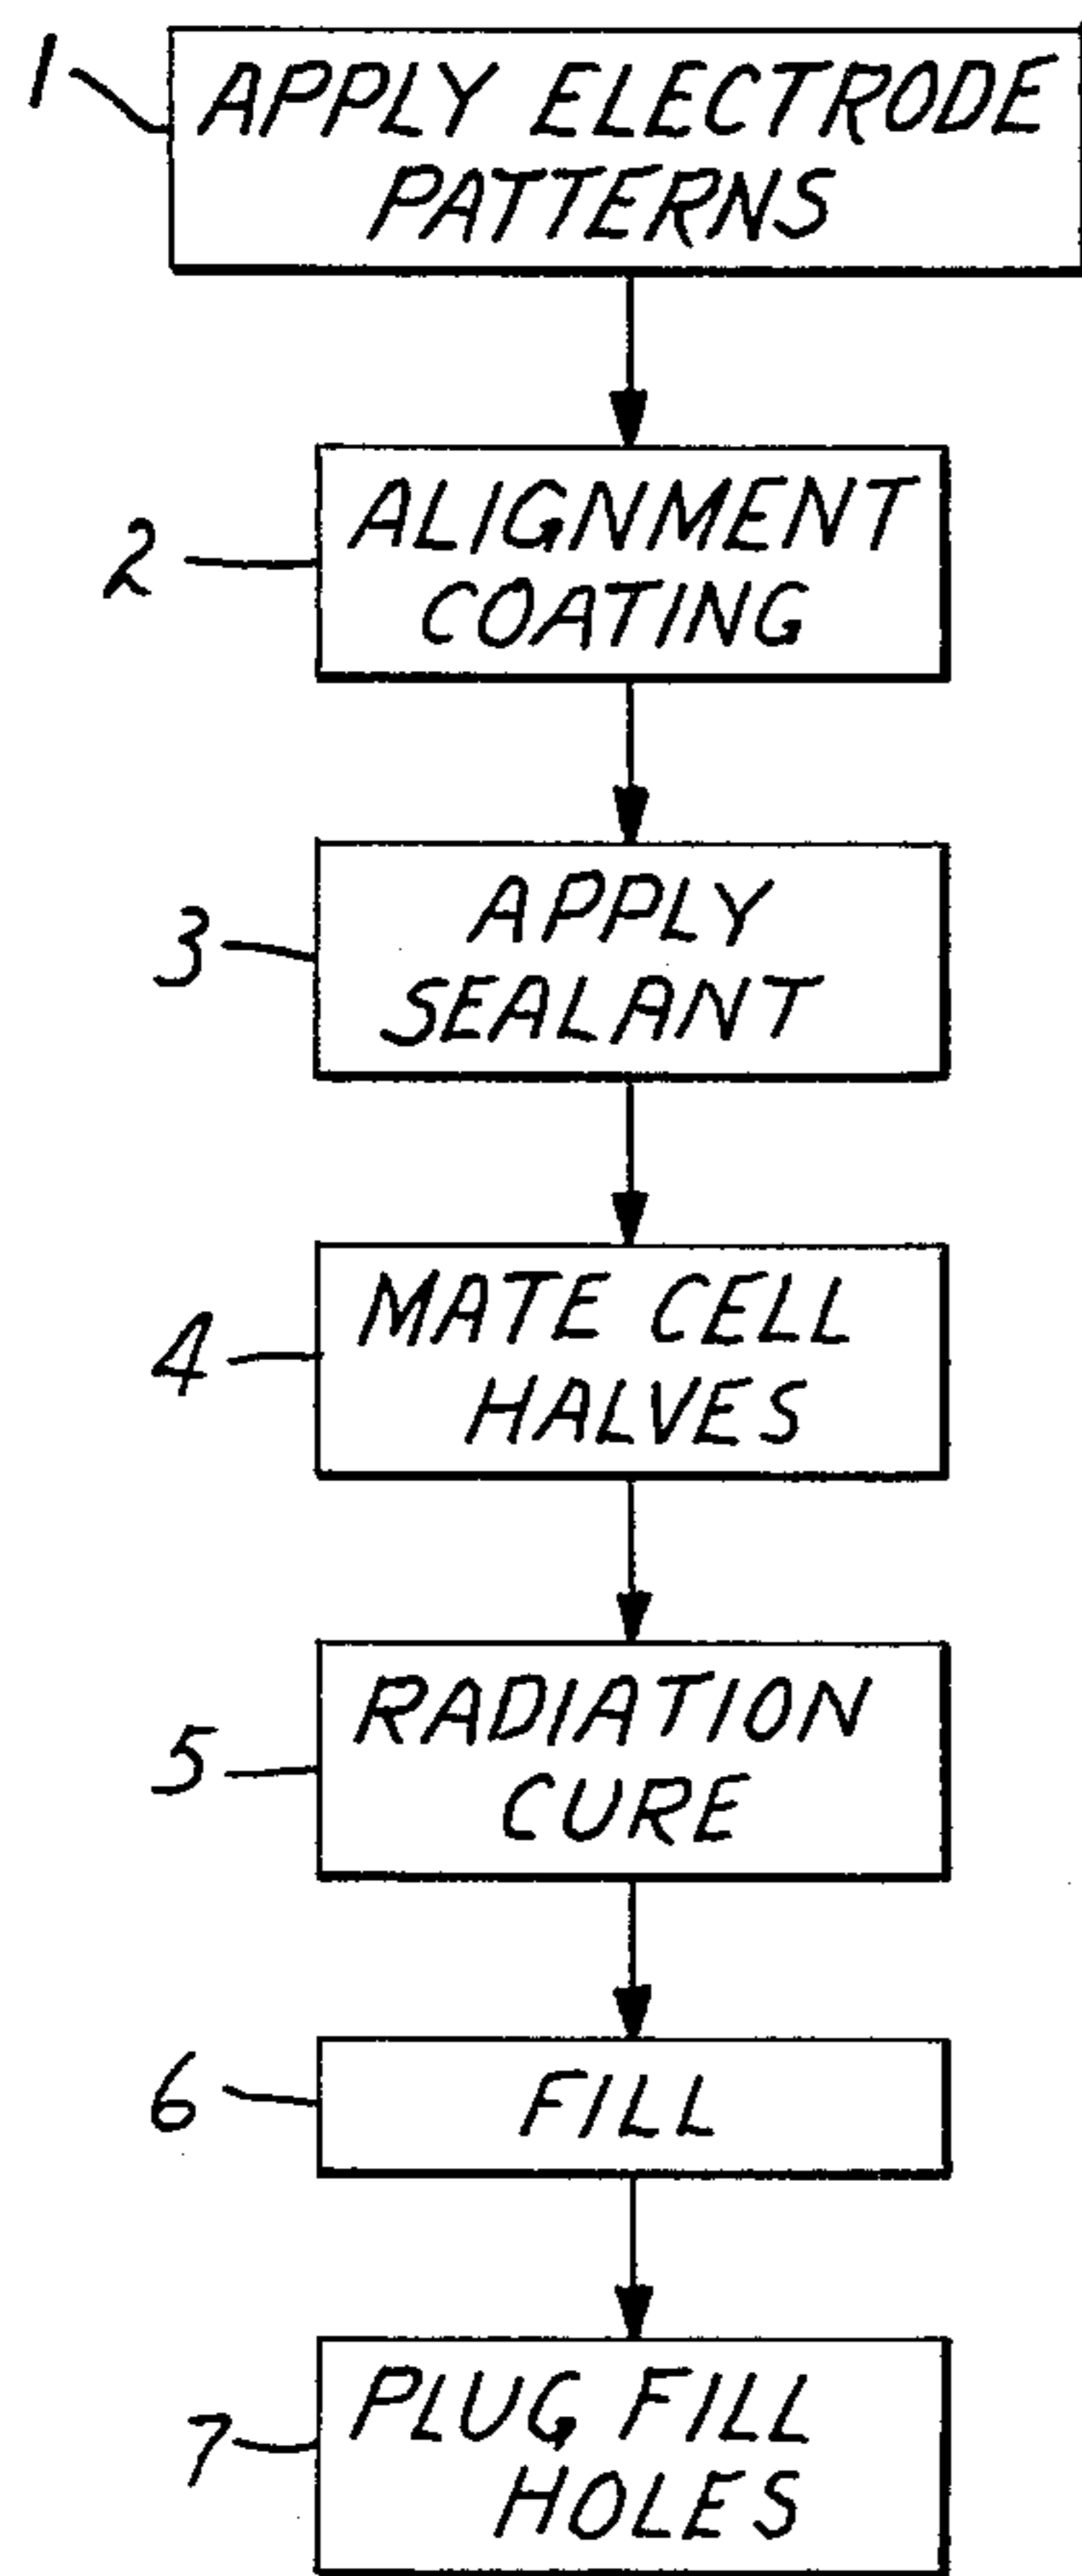 1
APPLY ELECTRODE
PATTERNS
2
ALIGNMENT
COATING
3
APPLY
SEALANT
4
MATE CELL
HALVES
5
RADIATION
CURE
6
FILL
7
PLUG FILL
HOLES